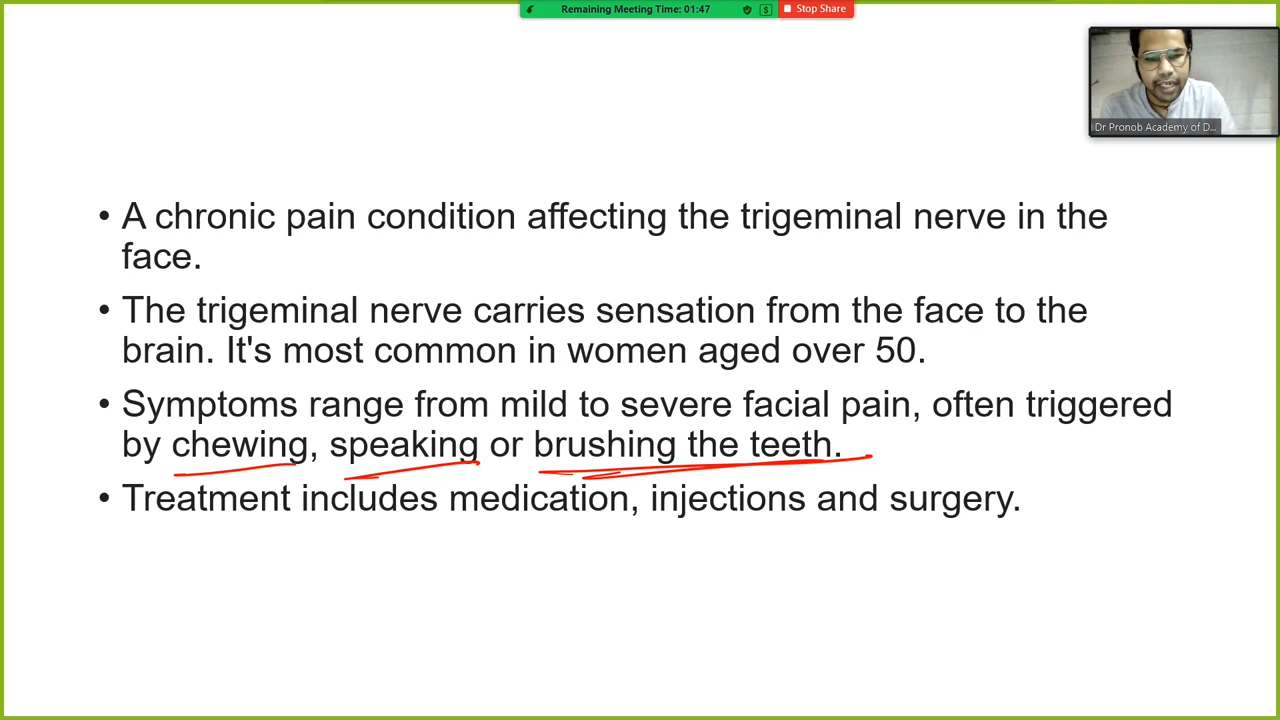 Remaining Meeting Time: 01:47
Stop Share
Dr Pronob Academy of D...
• A chronic pain condition affecting the trigeminal nerve in the
face.
• The trigeminal nerve carries sensation from the face to the
brain. It's most common in women aged over 50.
• Symptoms range from mild to severe facial pain, often triggered
by chewing, speaking or brushing the teeth.
• Treatment includes medication, injections and surgery.